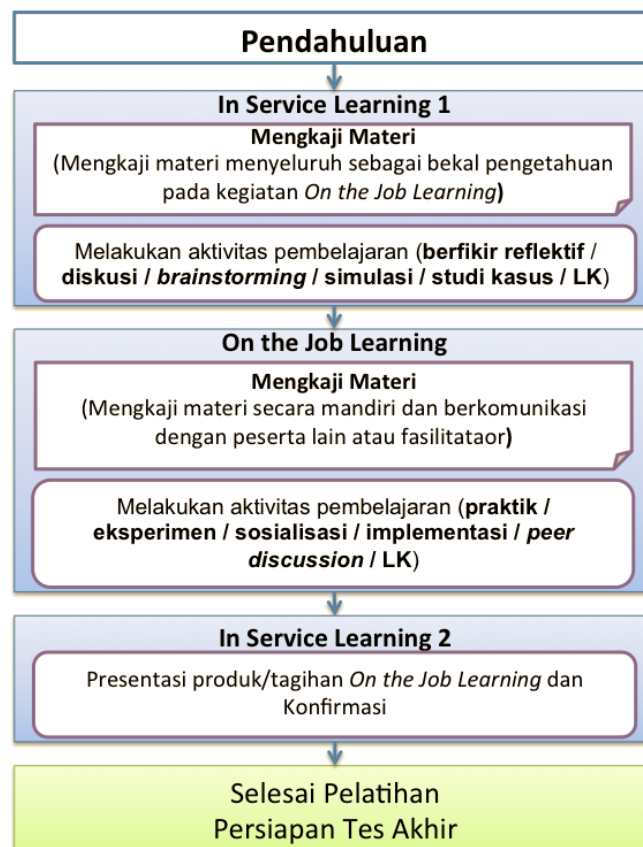 Pendahuluan
In Service Learning 1
Mengkaji Materi
(Mengkaji materi menyeluruh sebagai bekal pengetahuan
pada kegiatan On the Job Learning)
Melakukan aktivitas pembelajaran (berfikir reflektif /
diskusi / brainstorming / simulasi / studi kasus / LK)
On the Job Learning
Mengkaji Materi
(Mengkaji materi secara mandiri dan berkomunikasi
dengan peserta lain atau fasilitataor)
Melakukan aktivitas pembelajaran (praktik /
eksperimen / sosialisasi / implementasi / peer
discussion / LK)
In Service Learning 2
Presentasi produk/tagihan On the Job Learning dan
Konfirmasi
Selesai Pelatihan
Persiapan Tes Akhir